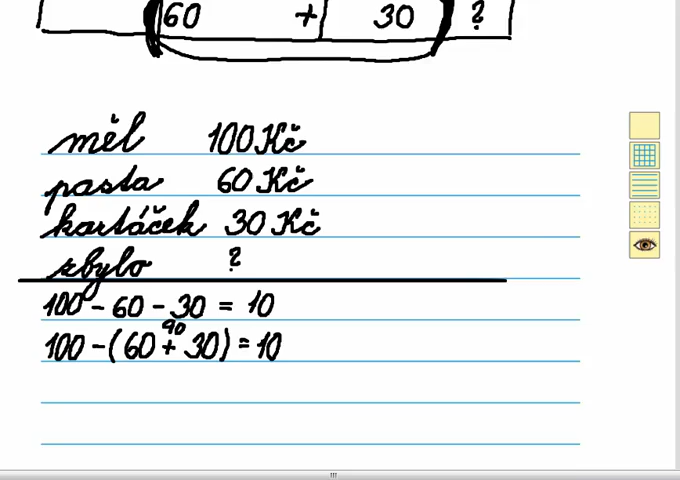 60 + 30 ?
měl 100 Kč
pasta 60 Kč
kartáček 30 Kč
zbylo ?
100 - 60 - 30 = 10
90
100 - (60 + 30) = 10